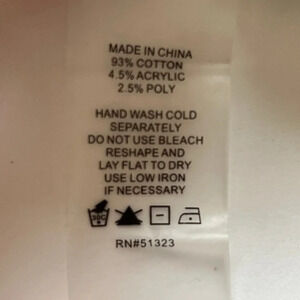 MADE IN CHINA
93% COTTON
4.5% ACRYLIC
2.5% POLY
HAND WASH COLD
SEPARATELY
DO NOT USE BLEACH
RESHAPE AND
LAY FLAT TO DRY
USE LOW IRON
IF NECESSARY
30C
RN#51323